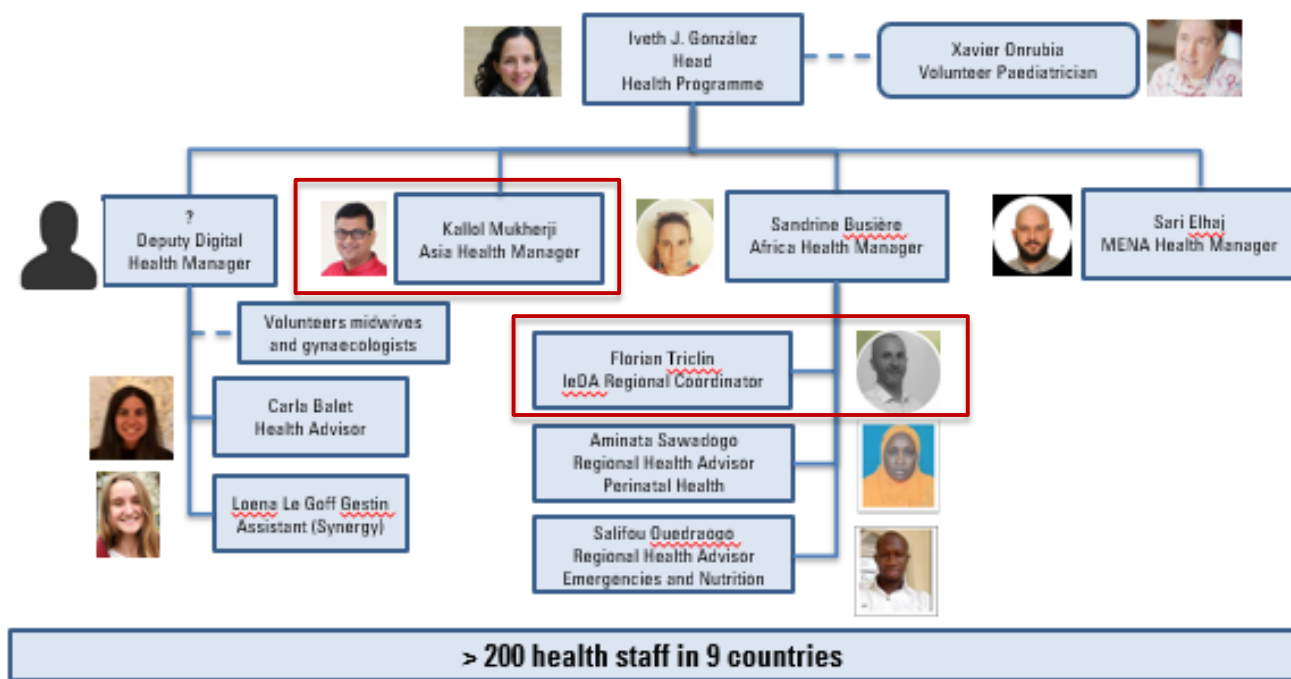 Iveth J. González
Head
Health Programme
Xavier Onrubia
Volunteer Paediatrician
?
Deputy Digital
Health Manager
Kallol Mukherji
Asia Health Manager
Sandrine Busière
Africa Health Manager
Sari Elhaj
MENA Health Manager
Volunteers midwives
and gynaecologists
Carla Balet
Health Advisor
Loena Le Goff Gestin
Assistant (Synergy)
Florian Triclin
IeDA Regional Coordinator
Aminata Sawadogo
Regional Health Advisor
Perinatal Health
Salifou Ouedraogo
Regional Health Advisor
Emergencies and Nutrition
> 200 health staff in 9 countries